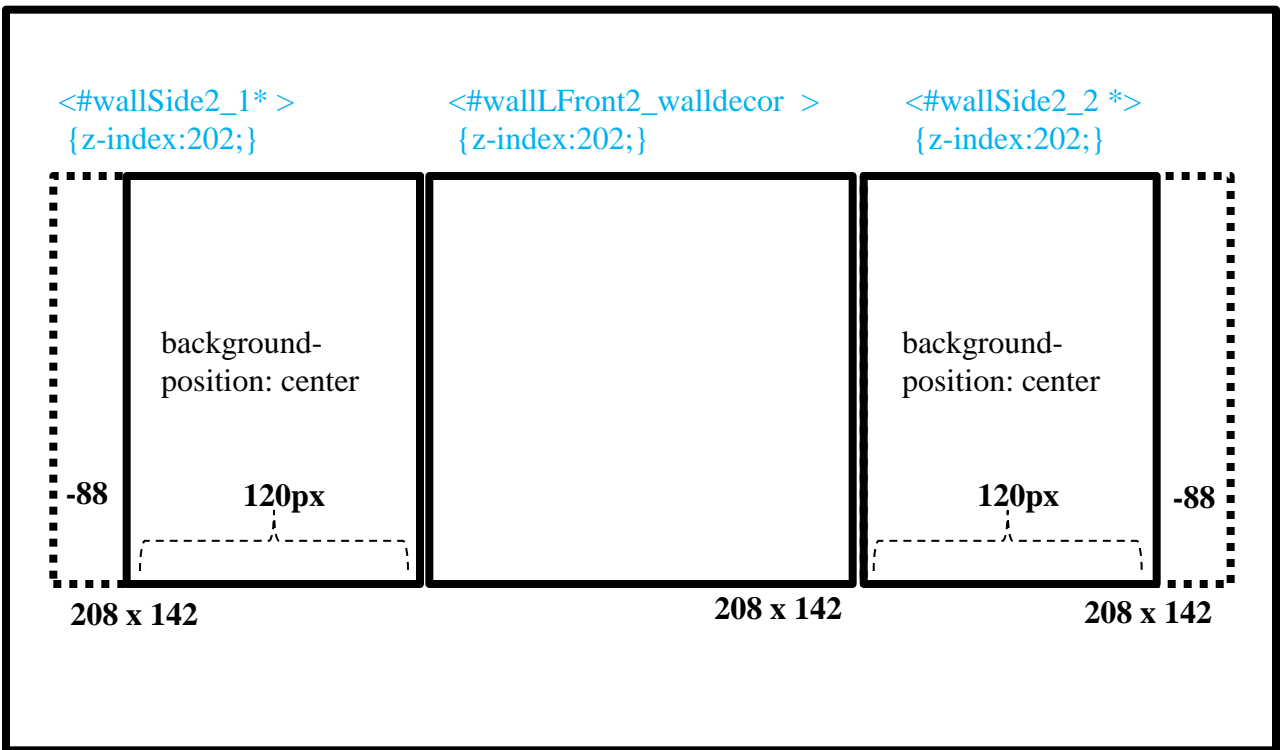 <#wallSide2_1* >
{z-index:202;}
<#wallLFront2_walldecor >
{z-index:202;}
<#wallSide2_2 *>
{z-index:202;}
background-
position: center
background-
position: center
-88
120px
120px
-88
208 x 142
208 x 142
208 x 142